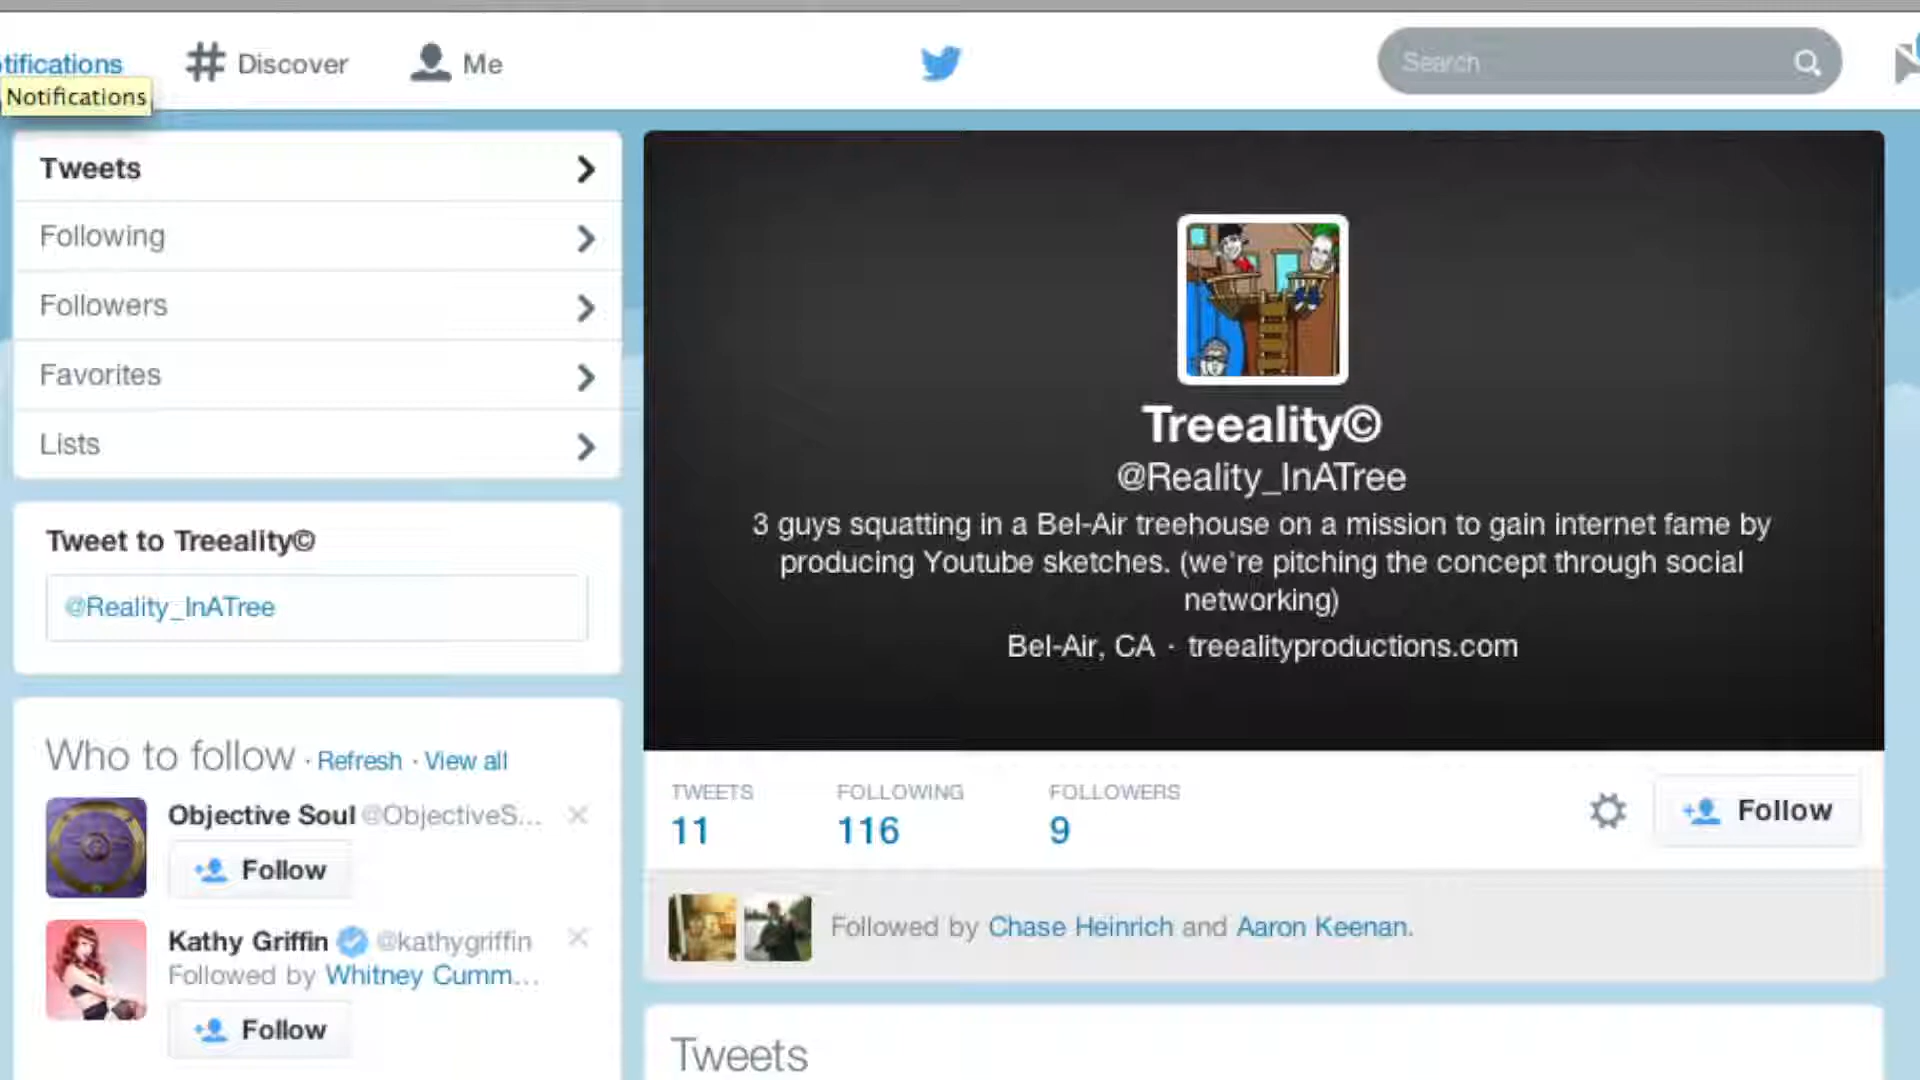 otifications
Discover
Me
Search
Notifications
Tweets
Following
Followers
Favorites
Lists
Tweet to Treeality©
@Reality_InATree
Who to follow · Refresh · View all
Objective Soul @ObjectiveS...
Follow
Kathy Griffin @kathygriffin
Followed by Whitney Cumm...
Follow
Treeality©
@Reality_InATree
3 guys squatting in a Bel-Air treehouse on a mission to gain internet fame by
producing Youtube sketches. (we're pitching the concept through social
networking)
Bel-Air, CA · treealityproductions.com
TWEETS FOLLOWING FOLLOWERS
11 116 9
Follow
Followed by Chase Heinrich and Aaron Keenan.
Tweets